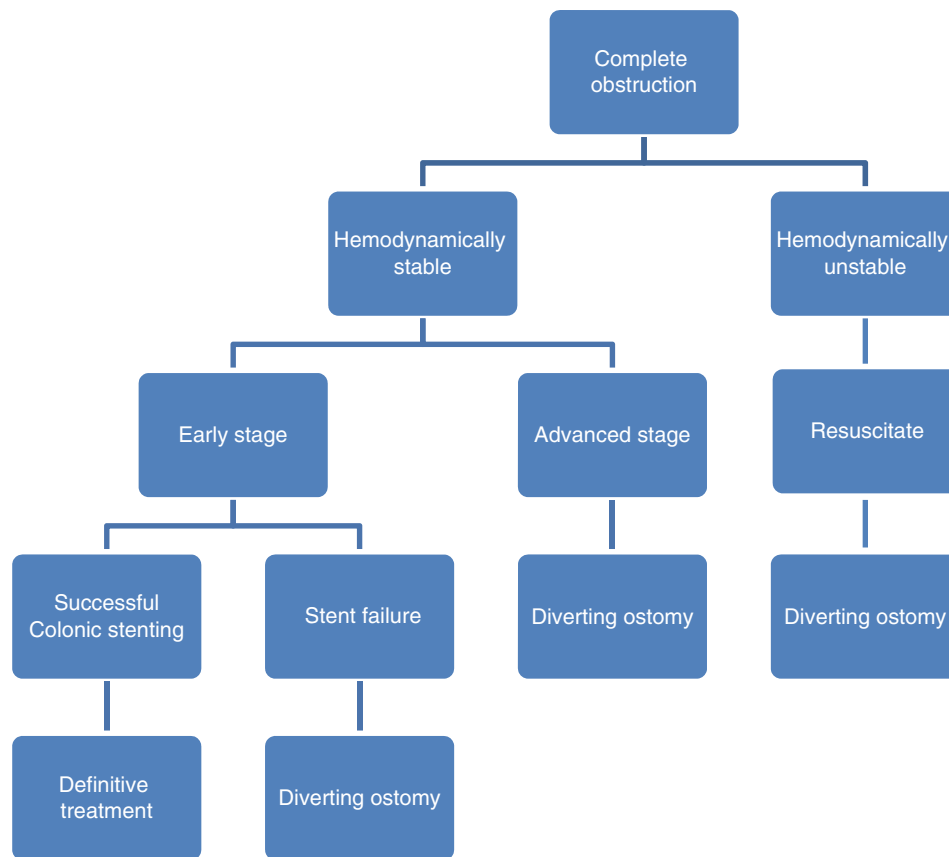 Complete
obstruction
Hemodynamically
stable
Hemodynamically
unstable
Early stage
Advanced stage
Resuscitate
Successful
Colonic stenting
Stent failure
Diverting ostomy
Diverting ostomy
Definitive
treatment
Diverting ostomy